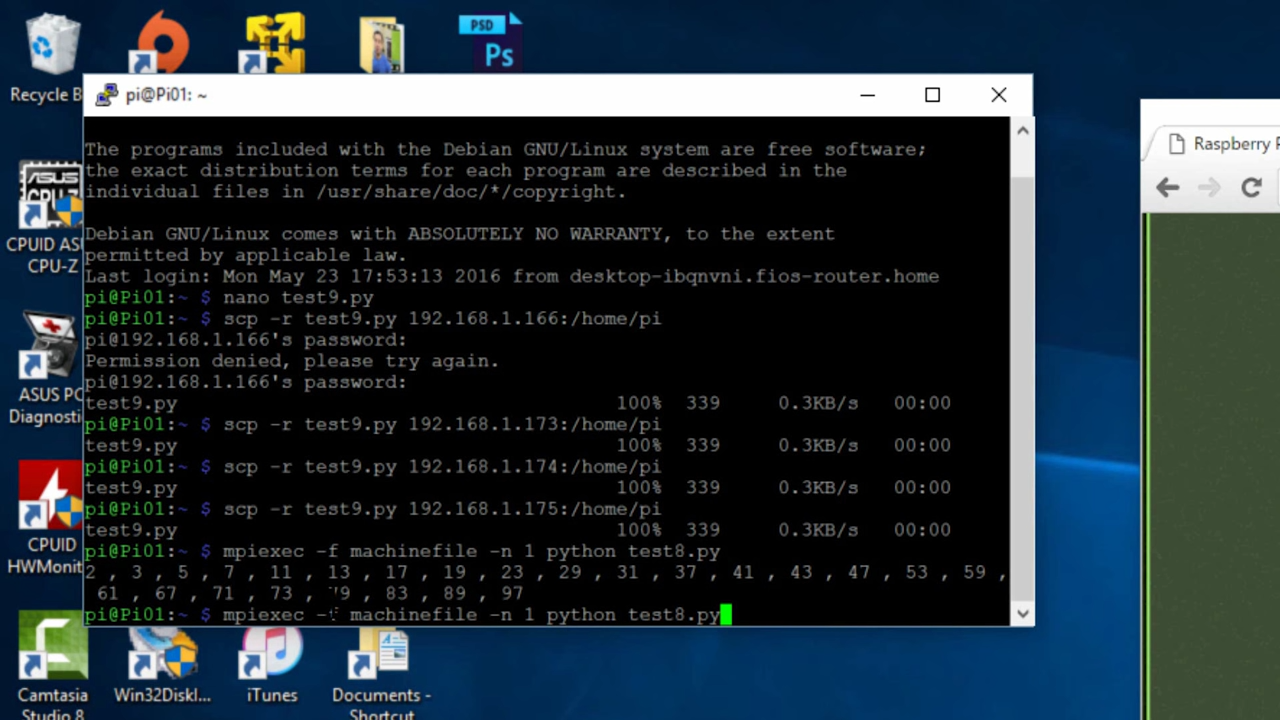 PSD
Ps
Recycle B
pi@Pi01: ~
The programs included with the Debian GNU/Linux system are free software;
the exact distribution terms for each program are described in the
individual files in /usr/share/doc/*/copyright.
Debian GNU/Linux comes with ABSOLUTELY NO WARRANTY, to the extent
permitted by applicable law.
Last login: Mon May 23 17:53:13 2016 from desktop-ibqnvni.fios-router.home
pi@Pi01:~ $ nano test9.py
pi@Pi01:~ $ scp -r test9.py 192.168.1.166:/home/pi
pi@192.168.1.166's password:
Permission denied, please try again.
pi@192.168.1.166's password:
test9.py 100% 339 0.3KB/s 00:00
pi@Pi01:~ $ scp -r test9.py 192.168.1.173:/home/pi
test9.py 100% 339 0.3KB/s 00:00
pi@Pi01:~ $ scp -r test9.py 192.168.1.174:/home/pi
test9.py 100% 339 0.3KB/s 00:00
pi@Pi01:~ $ scp -r test9.py 192.168.1.175:/home/pi
test9.py 100% 339 0.3KB/s 00:00
pi@Pi01:~ $ mpiexec -f machinefile -n 1 python test8.py
2 , 3 , 5 , 7 , 11 , 13 , 17 , 19 , 23 , 29 , 31 , 37 , 41 , 43 , 47 , 53 , 59 ,
61 , 67 , 71 , 73 , 79 , 83 , 89 , 97
pi@Pi01:~ $ mpiexec -f machinefile -n 1 python test8.py
Raspberry P
ASUS
CPU-Z
CPUID ASU
CPU-Z
ASUS PC
Diagnosti
CPUID
HWMonit
Camtasia
Studio 8
Win32Diskl...
iTunes
Documents -
Shortcut